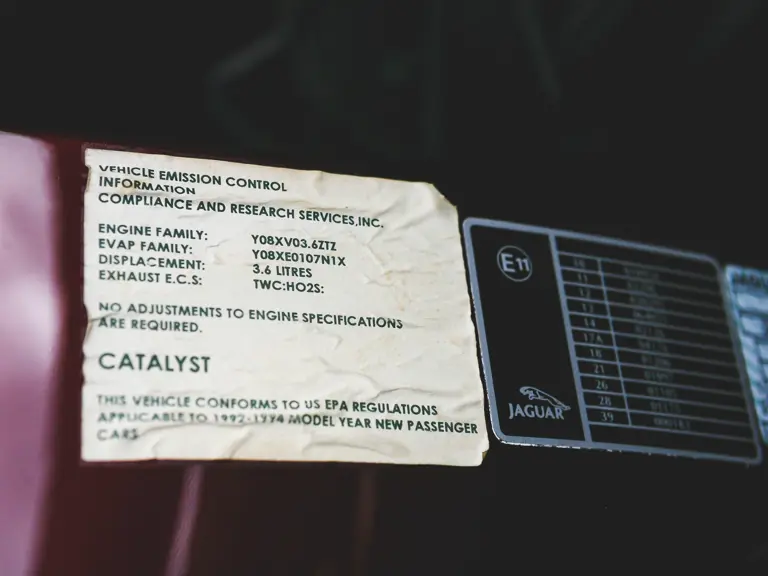 VEHICLE EMISSION CONTROL
INFORMATION
COMPLIANCE AND RESEARCH SERVICES,INC.
ENGINE FAMILY: Y08XV03.6ZTZ
EVAP FAMILY: Y08XE0107N1X
DISPLACEMENT: 3.6 LITRES
EXHAUST E.C.S: TWC:HO2S:
NO ADJUSTMENTS TO ENGINE SPECIFICATIONS
ARE REQUIRED.
CATALYST
THIS VEHICLE CONFORMS TO US EPA REGULATIONS
APPLICABLE TO 1992-1994 MODEL YEAR NEW PASSENGER
CARS
E11
JAGUAR
10
11
12
13
14
17A
18
21
26
28
39